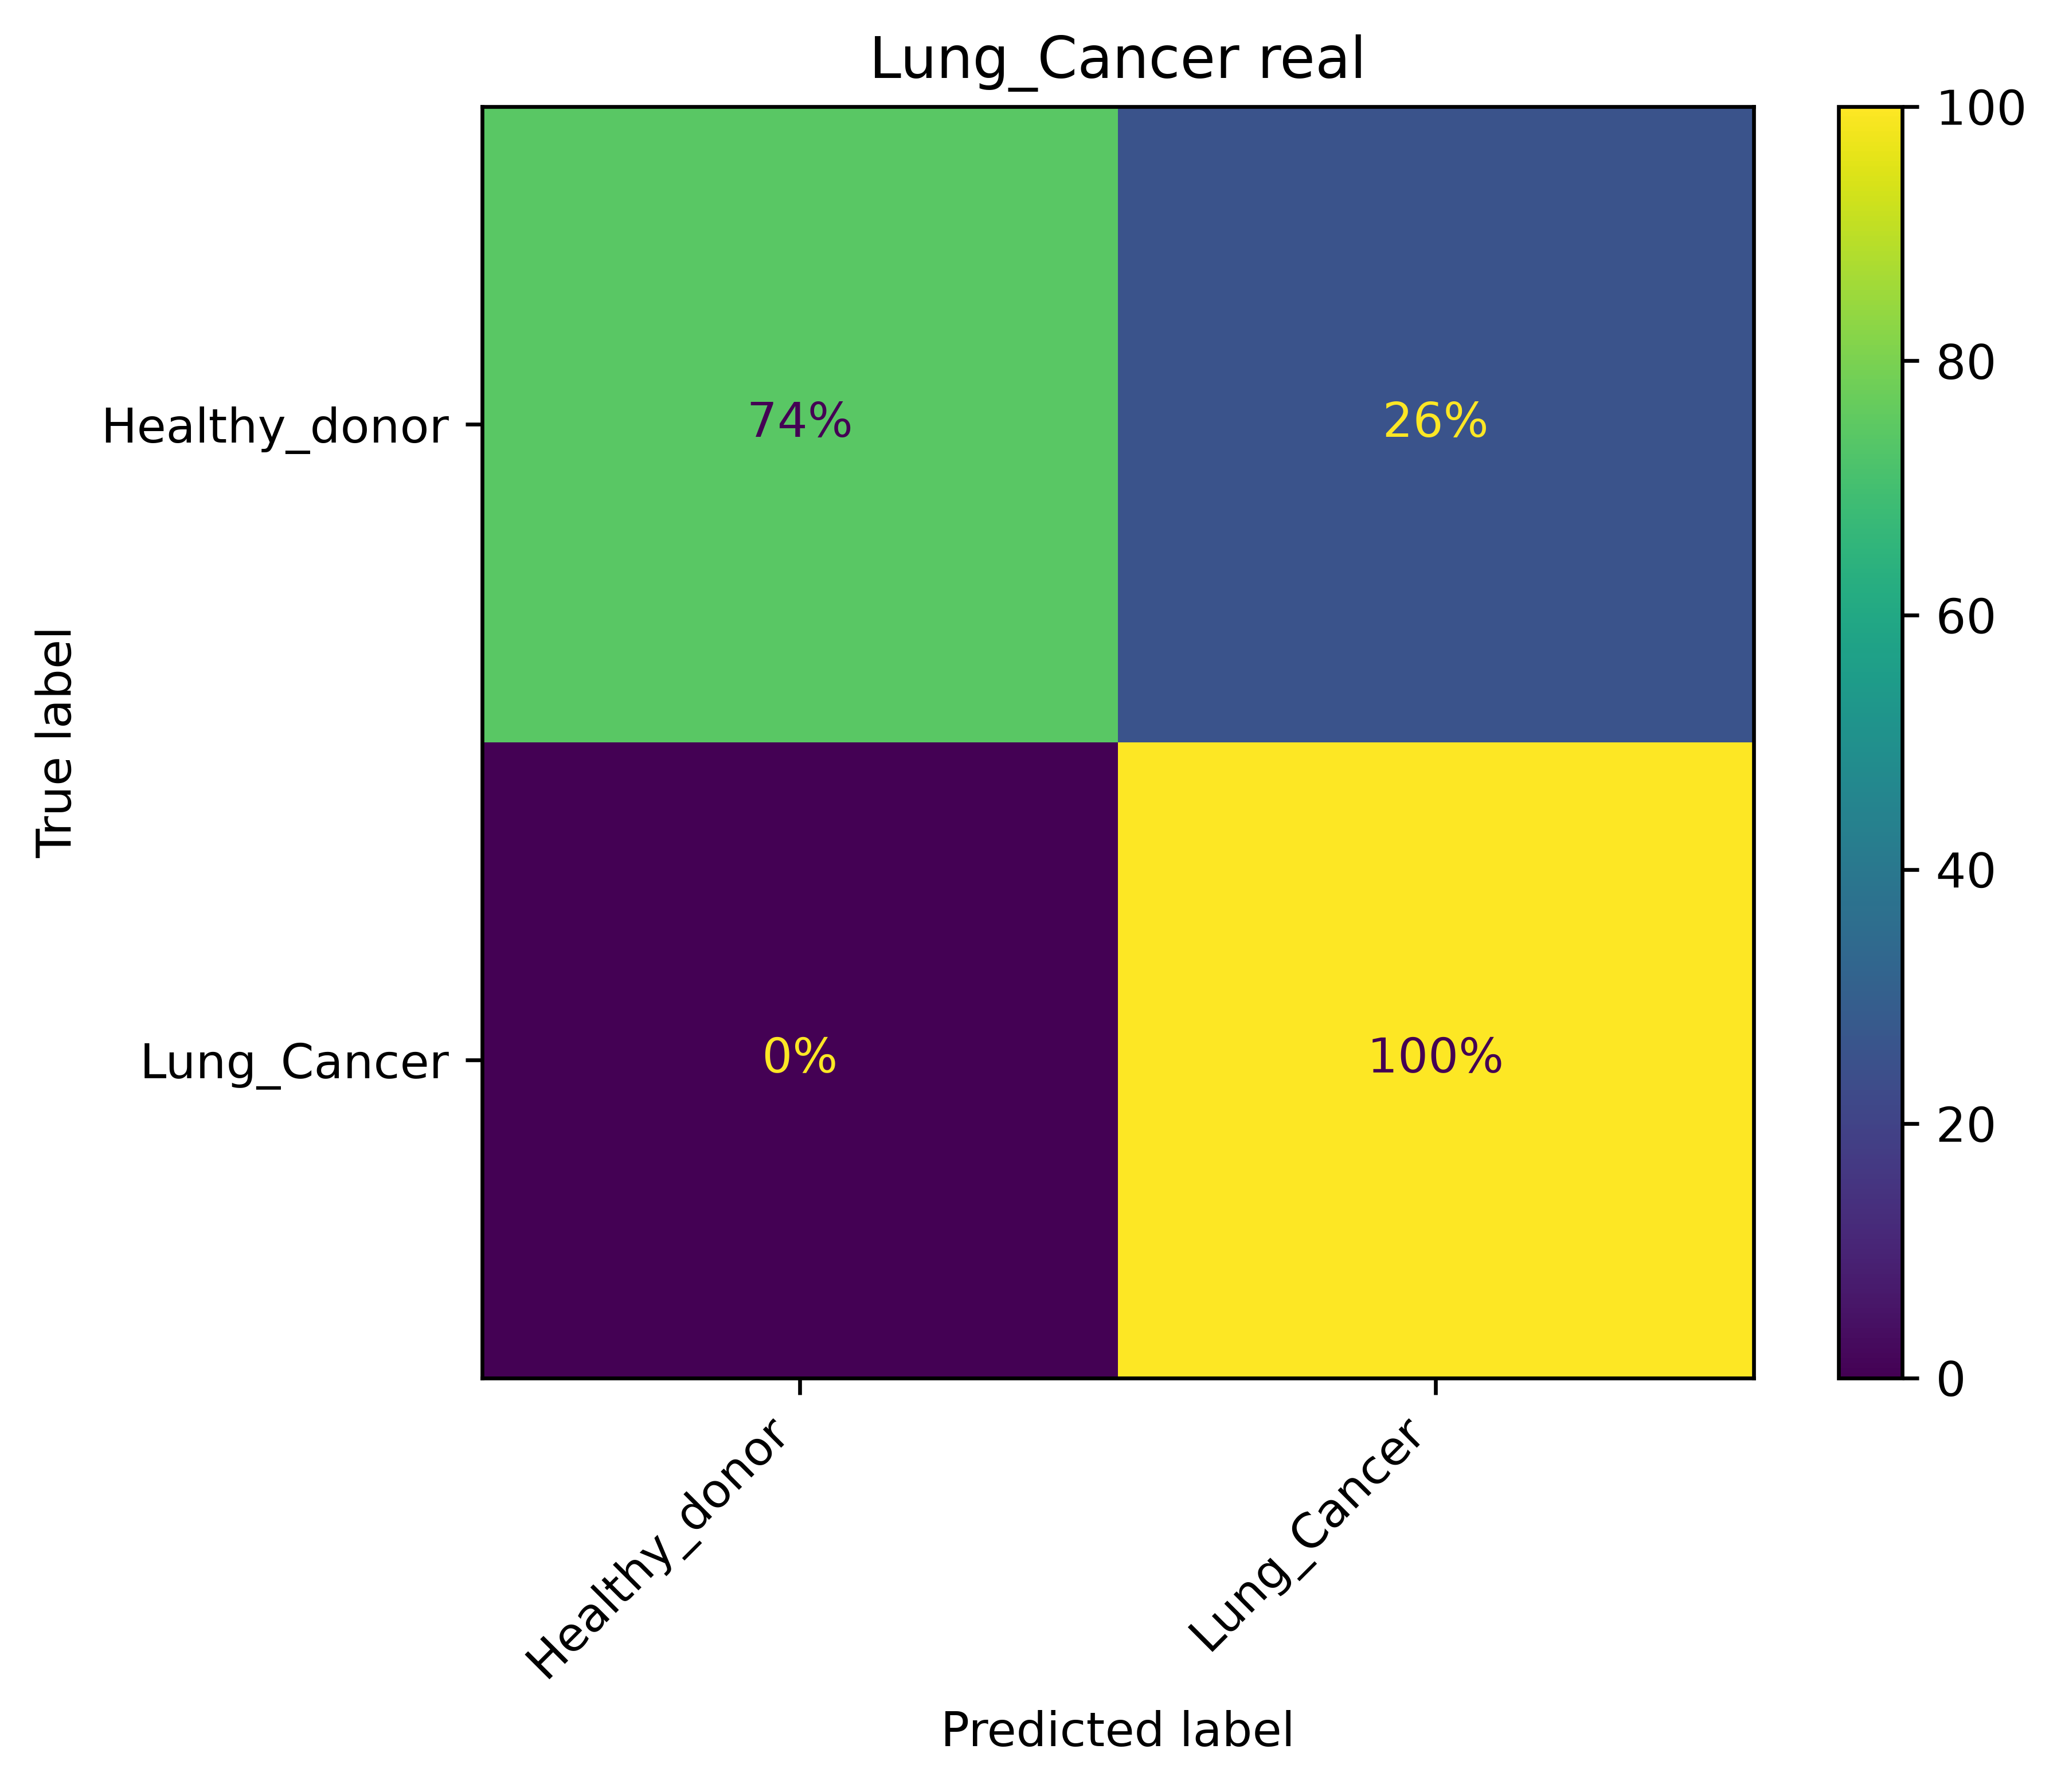 Lung_Cancer real
True label
Healthy_donor
Lung_Cancer
74%
26%
0%
100%
100
80
60
40
20
0
Healthy_donor
Lung_Cancer
Predicted label